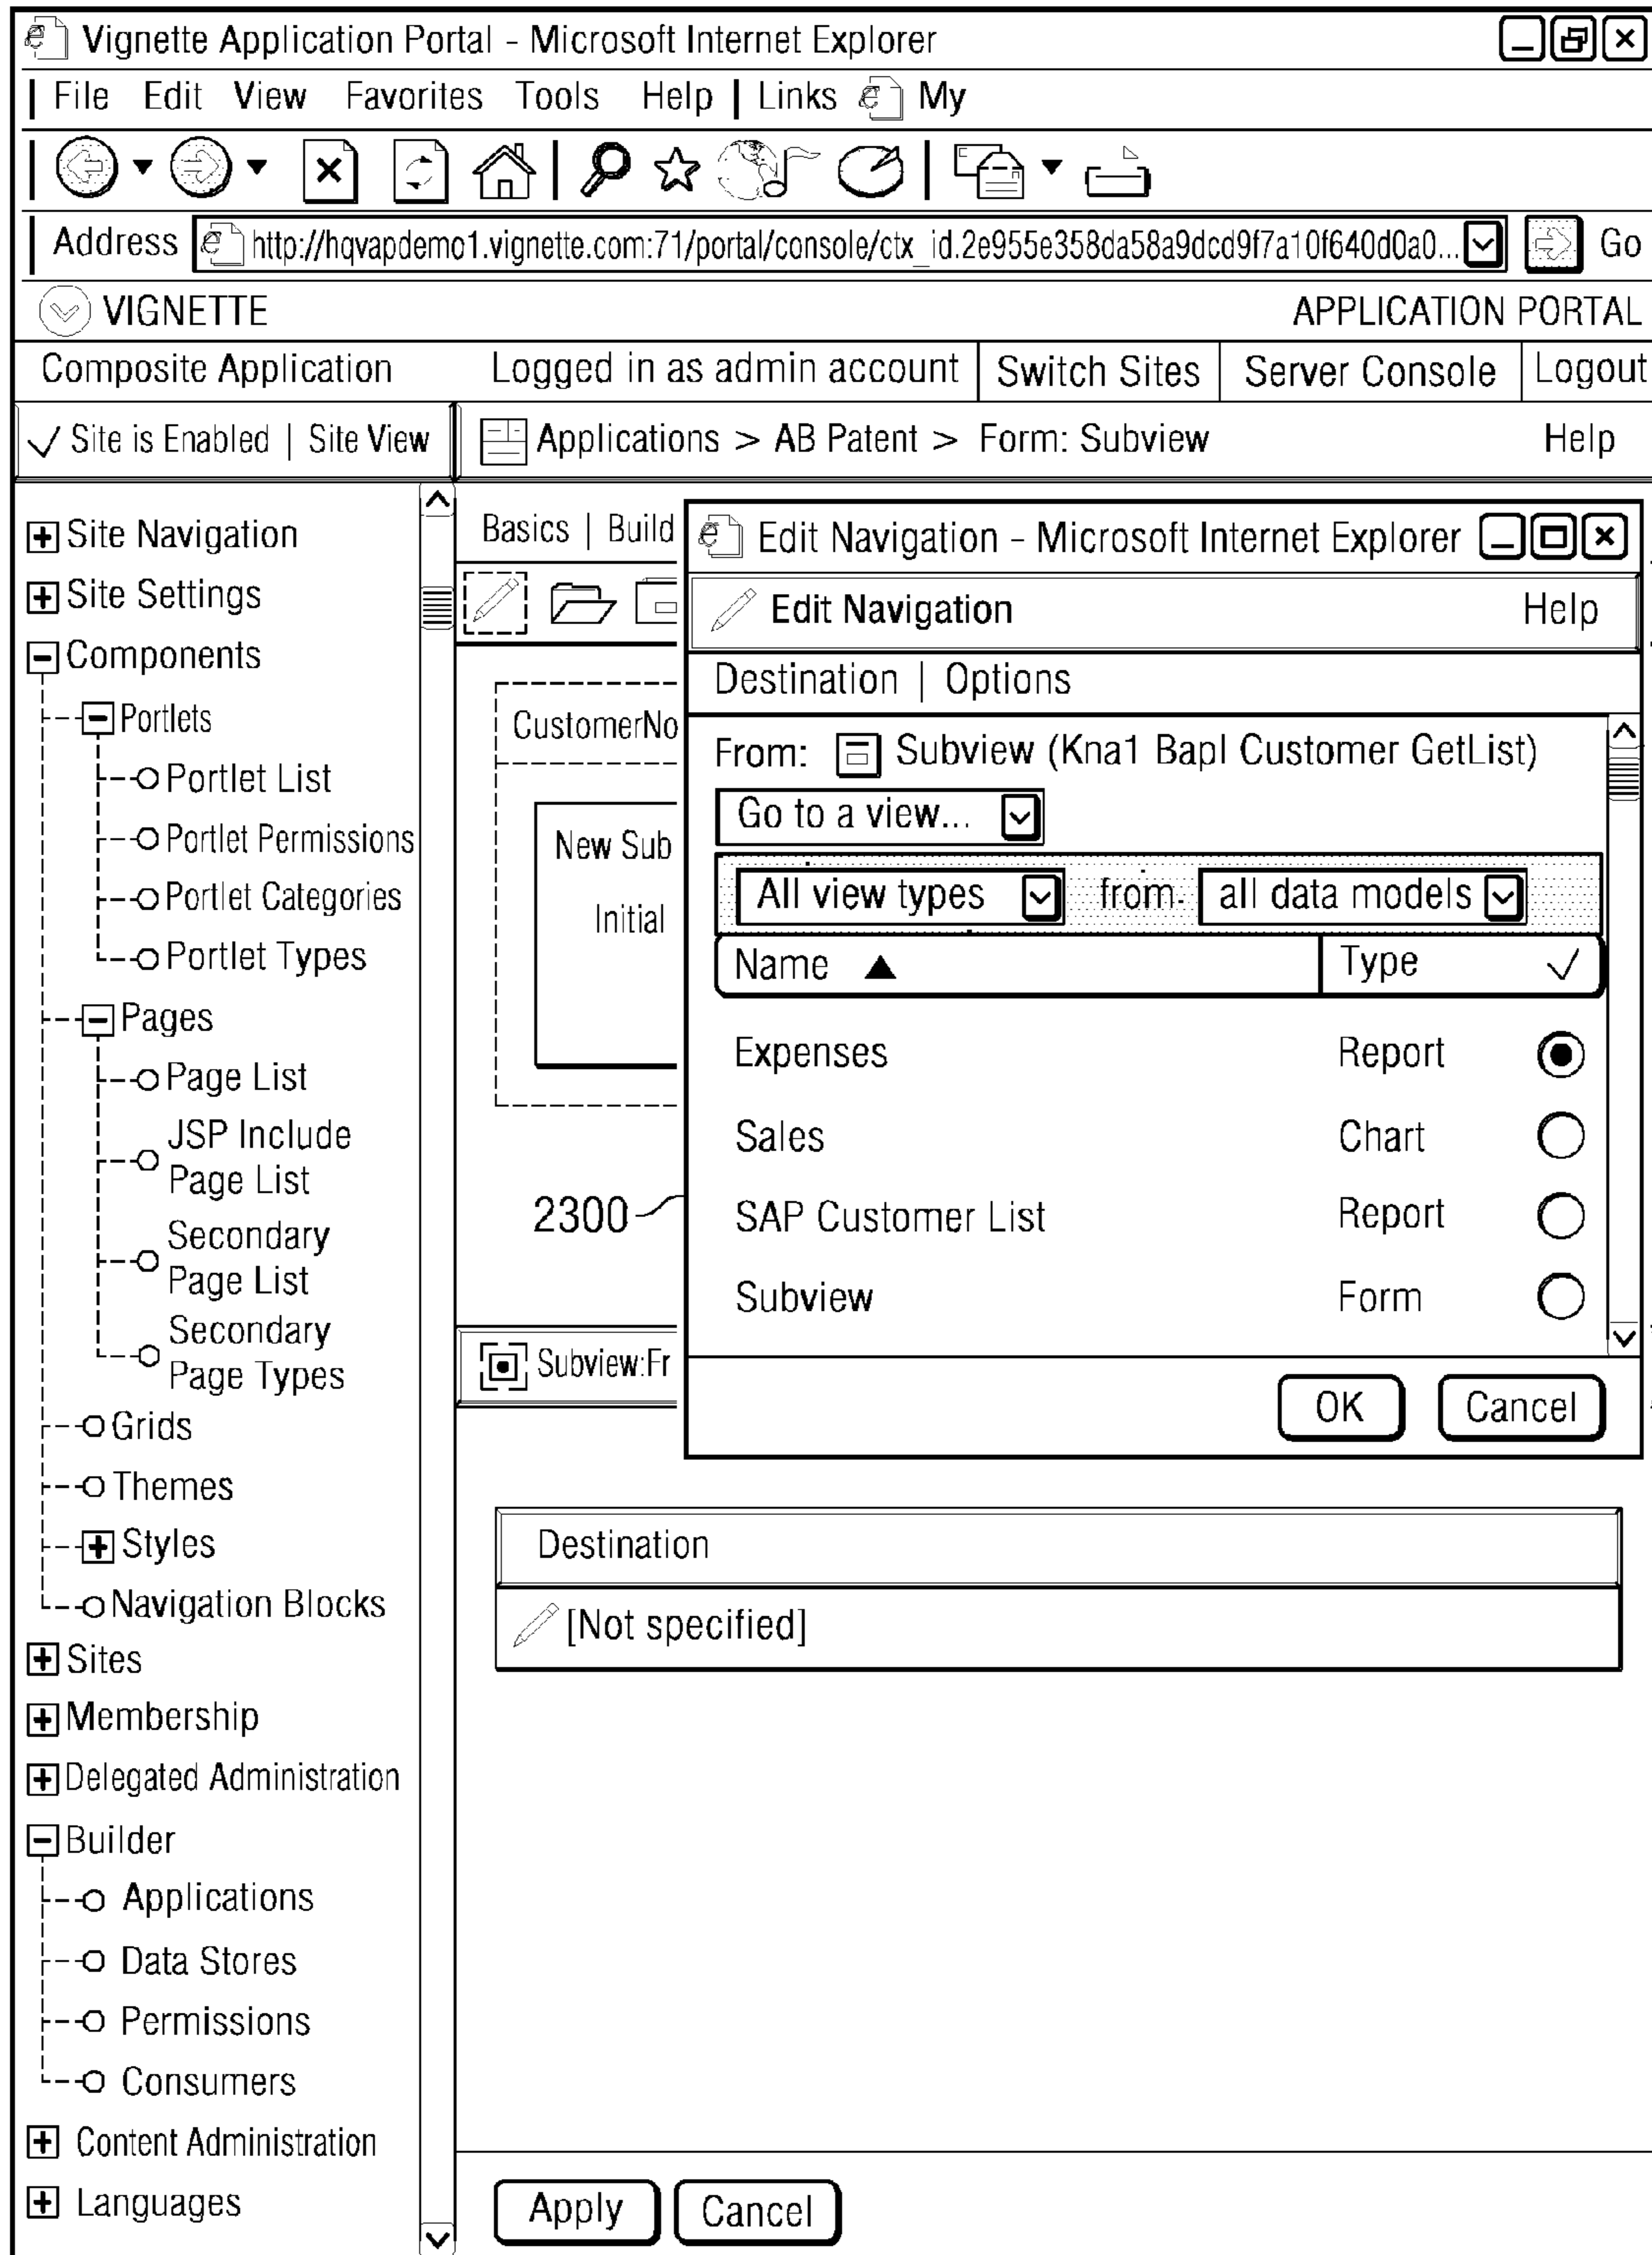 Vignette Application Portal - Microsoft Internet Explorer
File Edit View Favorites Tools Help | Links My
Address http://hqvapdemo1.vignette.com:71/portal/console/ctx_id.2e955e358da58a9dcd9f7a10f640d0a0... Go
VIGNETTE APPLICATION PORTAL
Composite Application Logged in as admin account Switch Sites Server Console Logout
Site is Enabled | Site View Applications > AB Patent > Form: Subview Help
Site Navigation
Site Settings
Components
Portlets
Portlet List
Portlet Permissions
Portlet Categories
Portlet Types
Pages
Page List
JSP Include
Page List
Secondary
Page List
Secondary
Page Types
Grids
Themes
Styles
Navigation Blocks
Sites
Membership
Delegated Administration
Builder
Applications
Data Stores
Permissions
Consumers
Content Administration
Languages
Basics | Build
CustomerNo
New Sub
Initial
2300
Subview:Fr
Edit Navigation - Microsoft Internet Explorer
Edit Navigation Help
Destination | Options
From: Subview (Kna1 Bapl Customer GetList)
Go to a view...
All view types from: all data models
Name Type
Expenses Report
Sales Chart
SAP Customer List Report
Subview Form
OK Cancel
Destination
[Not specified]
Apply Cancel